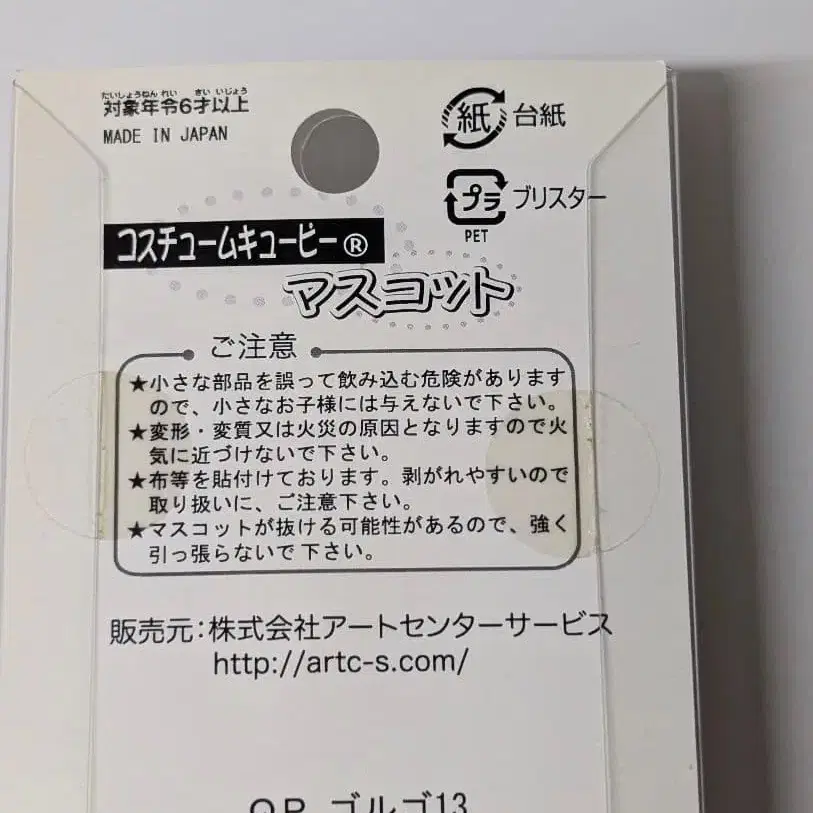 たいしょうねんれい さいいじょう
対象年令6才以上
MADE IN JAPAN
紙 台紙
プラ ブリスター
PET
コスチュームキューピー®
マスコット
ご注意
★小さな部品を誤って飲み込む危険があります
ので、小さなお子様には与えないで下さい。
★変形・変質又は火災の原因となりますので火
気に近づけないで下さい。
★布等を貼付けております。剥がれやすいので
取り扱いに、ご注意下さい。
★マスコットが抜ける可能性があるので、強く
引っ張らないで下さい。
販売元:株式会社アートセンターサービス
http://artc-s.com/
QP ゴルゴ13